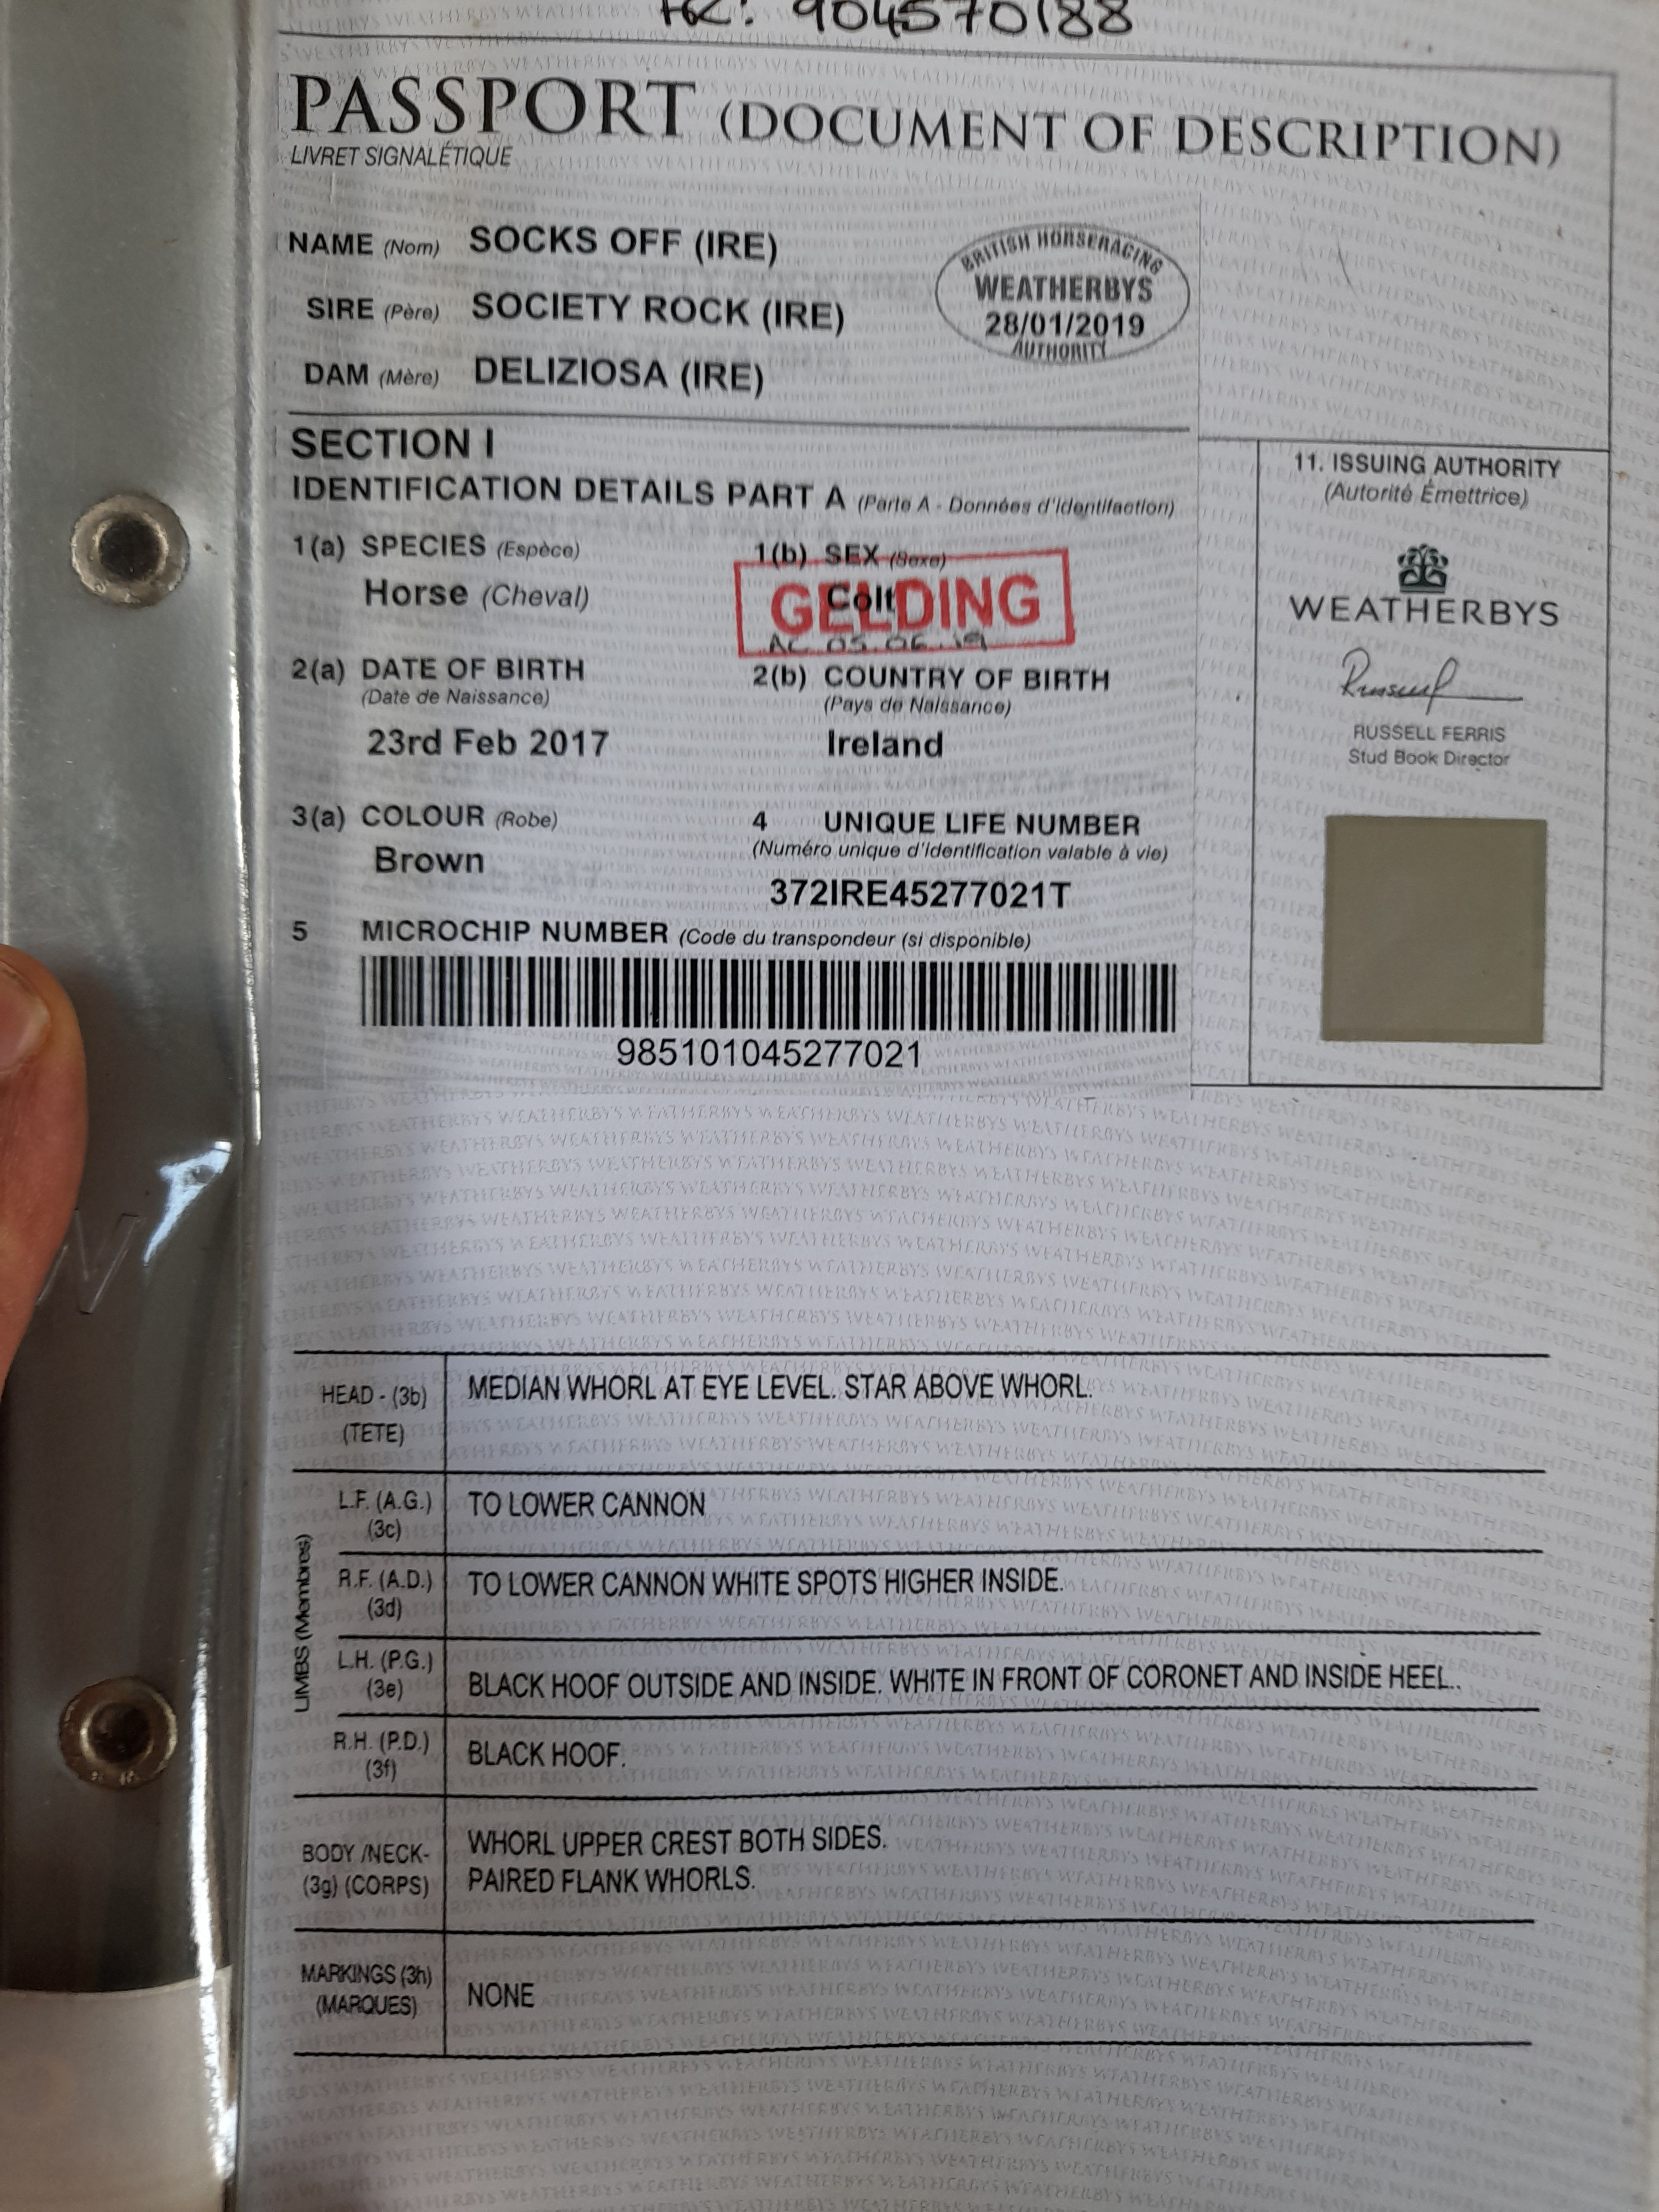 904570188
PASSPORT (DOCUMENT OF DESCRIPTION)
LIVRET SIGNALÉTIQUE
NAME (Nom) SOCKS OFF (IRE)
SIRE (Père) SOCIETY ROCK (IRE)
DAM (Mère) DELIZIOSA (IRE)
BRITISH HORSERACING
WEATHERBYS
28/01/2019
AUTHORITY
SECTION I
IDENTIFICATION DETAILS PART A (Parte A - Données d'identifaction)
1(a) SPECIES (Espèce)
Horse (Cheval)
1(b) SEX (Sexe)
Colt
GELDING
AC 05.06.19
2(a) DATE OF BIRTH
(Date de Naissance)
23rd Feb 2017
2(b) COUNTRY OF BIRTH
(Pays de Naissance)
Ireland
3(a) COLOUR (Robe)
Brown
4 UNIQUE LIFE NUMBER
(Numéro unique d'identification valable à vie)
372IRE45277021T
5 MICROCHIP NUMBER (Code du transpondeur (si disponible)
985101045277021
11. ISSUING AUTHORITY
(Autorité Émettrice)
WEATHERBYS
RUSSELL FERRIS
Stud Book Director
HEAD - (3b)
(TETE)
MEDIAN WHORL AT EYE LEVEL. STAR ABOVE WHORL.
LIMBS (Membres)
L.F. (A.G.)
(3c)
TO LOWER CANNON
R.F. (A.D.)
(3d)
TO LOWER CANNON WHITE SPOTS HIGHER INSIDE.
L.H. (P.G.)
(3e)
BLACK HOOF OUTSIDE AND INSIDE. WHITE IN FRONT OF CORONET AND INSIDE HEEL..
R.H. (P.D.)
(3f)
BLACK HOOF.
BODY /NECK-
(3g) (CORPS)
WHORL UPPER CREST BOTH SIDES.
PAIRED FLANK WHORLS.
MARKINGS (3h)
(MARQUES)
NONE